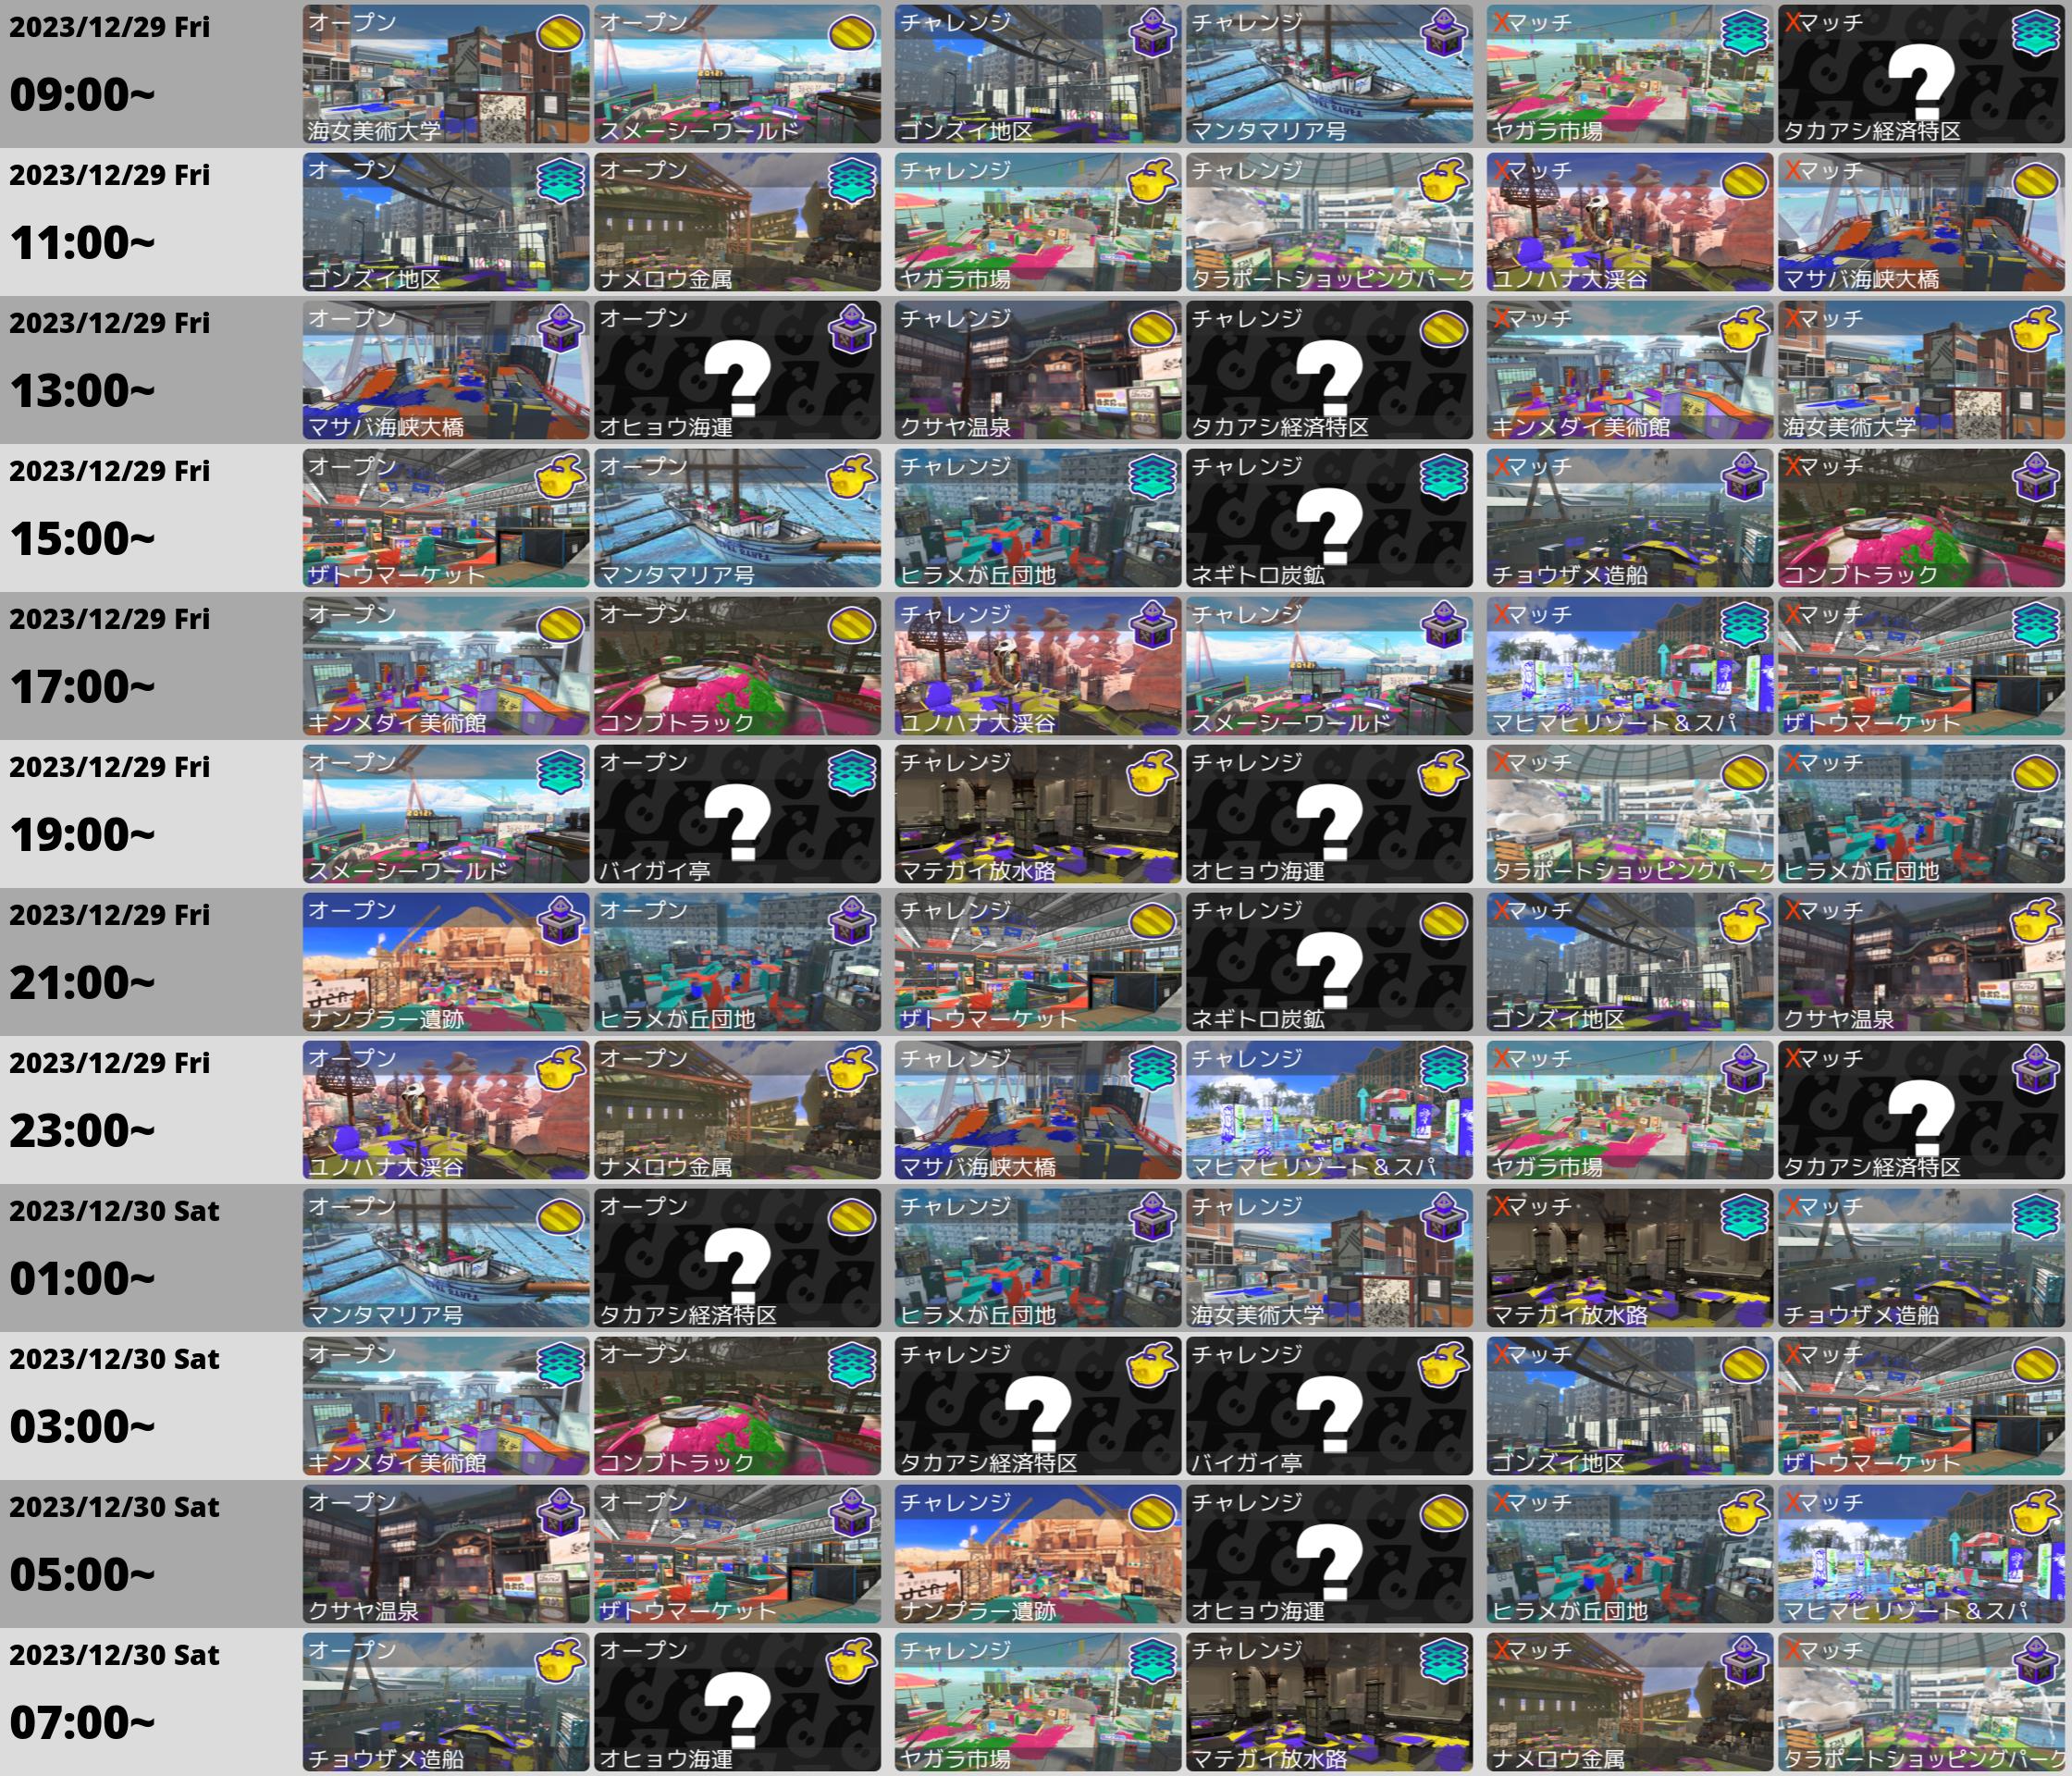 2023/12/29 Fri
09:00~
オープン オープン チャレンジ チャレンジ Xマッチ Xマッチ
海女美術大学 スメーシーワールド ゴンズイ地区 マンタマリア号 ヤガラ市場 タカアシ経済特区
2023/12/29 Fri
11:00~
オープン オープン チャレンジ チャレンジ Xマッチ Xマッチ
ゴンズイ地区 ナメロウ金属 ヤガラ市場 タラポートショッピングパーク ユノハナ大渓谷 マサバ海峡大橋
2023/12/29 Fri
13:00~
オープン オープン チャレンジ チャレンジ Xマッチ Xマッチ
マサバ海峡大橋 オヒョウ海運 クサヤ温泉 タカアシ経済特区 キンメダイ美術館 海女美術大学
2023/12/29 Fri
15:00~
オープン オープン チャレンジ チャレンジ Xマッチ Xマッチ
ザトウマーケット マンタマリア号 ヒラメが丘団地 ネギトロ炭鉱 チョウザメ造船 コンブトラック
2023/12/29 Fri
17:00~
オープン オープン チャレンジ チャレンジ Xマッチ Xマッチ
キンメダイ美術館 コンブトラック ユノハナ大渓谷 スメーシーワールド マヒマヒリゾート＆スパ ザトウマーケット
2023/12/29 Fri
19:00~
オープン オープン チャレンジ チャレンジ Xマッチ Xマッチ
スメーシーワールド バイガイ亭 マテガイ放水路 オヒョウ海運 タラポートショッピングパーク ヒラメが丘団地
2023/12/29 Fri
21:00~
オープン オープン チャレンジ チャレンジ Xマッチ Xマッチ
ナンプラー遺跡 ヒラメが丘団地 ザトウマーケット ネギトロ炭鉱 ゴンズイ地区 クサヤ温泉
2023/12/29 Fri
23:00~
オープン オープン チャレンジ チャレンジ Xマッチ Xマッチ
ユノハナ大渓谷 ナメロウ金属 マサバ海峡大橋 マヒマヒリゾート＆スパ ヤガラ市場 タカアシ経済特区
2023/12/30 Sat
01:00~
オープン オープン チャレンジ チャレンジ Xマッチ Xマッチ
マンタマリア号 タカアシ経済特区 ヒラメが丘団地 海女美術大学 マテガイ放水路 チョウザメ造船
2023/12/30 Sat
03:00~
オープン オープン チャレンジ チャレンジ Xマッチ Xマッチ
キンメダイ美術館 コンブトラック タカアシ経済特区 バイガイ亭 ゴンズイ地区 ザトウマーケット
2023/12/30 Sat
05:00~
オープン オープン チャレンジ チャレンジ Xマッチ Xマッチ
クサヤ温泉 ザトウマーケット ナンプラー遺跡 オヒョウ海運 ヒラメが丘団地 マヒマヒリゾート＆スパ
2023/12/30 Sat
07:00~
オープン オープン チャレンジ チャレンジ Xマッチ Xマッチ
チョウザメ造船 オヒョウ海運 ヤガラ市場 マテガイ放水路 ナメロウ金属 タラポートショッピングパーク